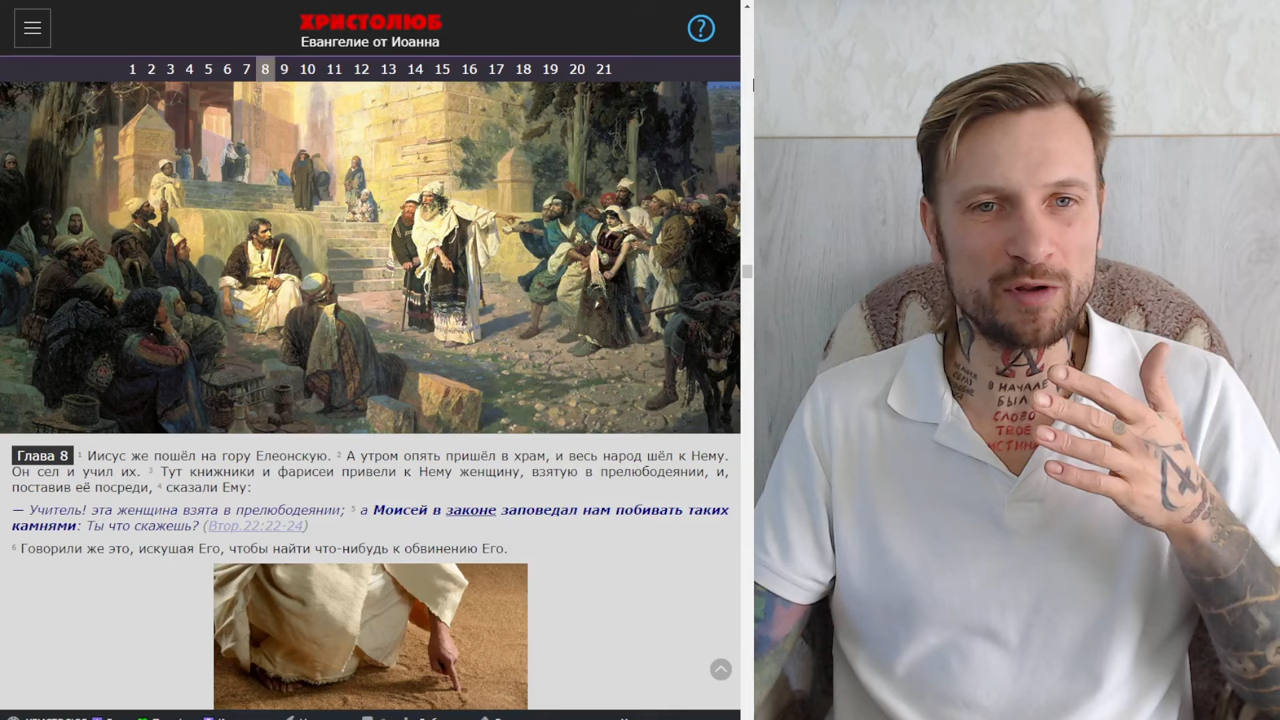 ХРИСТОЛЮБ
Евангелие от Иоанна
1 2 3 4 5 6 7 8 9 10 11 12 13 14 15 16 17 18 19 20 21
Глава 8 1 Иисус же пошёл на гору Елеонскую. 2 А утром опять пришёл в храм, и весь народ шёл к Нему.
Он сел и учил их. 3 Тут книжники и фарисеи привели к Нему женщину, взятую в прелюбодеянии, и,
поставив её посреди, 4 сказали Ему:
— Учитель! эта женщина взята в прелюбодеянии; 5 а Моисей в законе заповедал нам побивать таких
камнями: Ты что скажешь? (Втор.22:22-24)
6 Говорили же это, искушая Его, чтобы найти что-нибудь к обвинению Его.
В НАЧАЛЕ
БЫЛ
СЛОВО
ТВОЕ
ИСТИНА